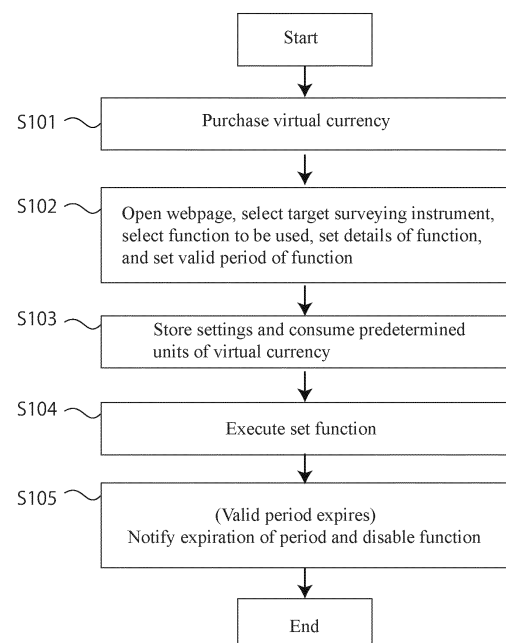 Start
S101
Purchase virtual currency
S102
Open webpage, select target surveying instrument,
select function to be used, set details of function,
and set valid period of function
S103
Store settings and consume predetermined
units of virtual currency
S104
Execute set function
S105
(Valid period expires)
Notify expiration of period and disable function
End